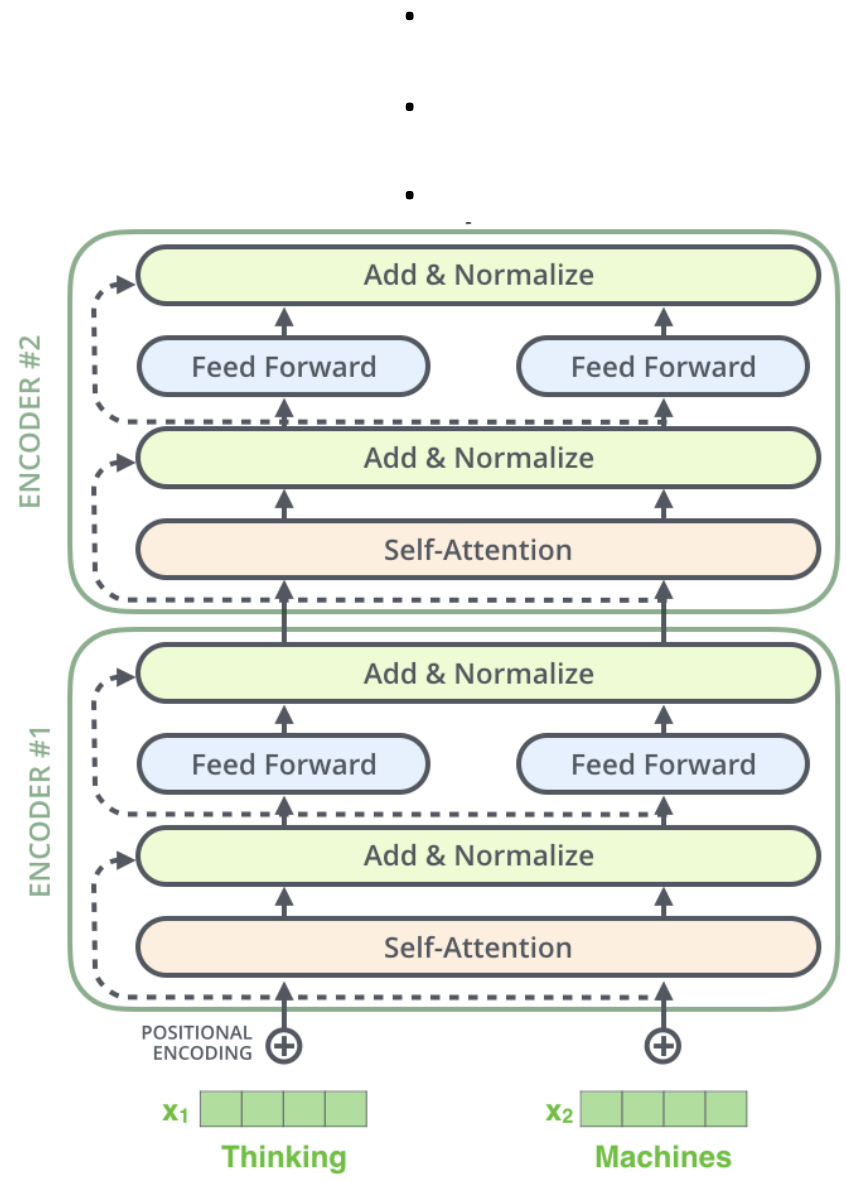 ENCODER #2
Add & Normalize
Feed Forward Feed Forward
Add & Normalize
Self-Attention
ENCODER #1
Add & Normalize
Feed Forward Feed Forward
Add & Normalize
Self-Attention
POSITIONAL
ENCODING
x₁ x₂
Thinking Machines